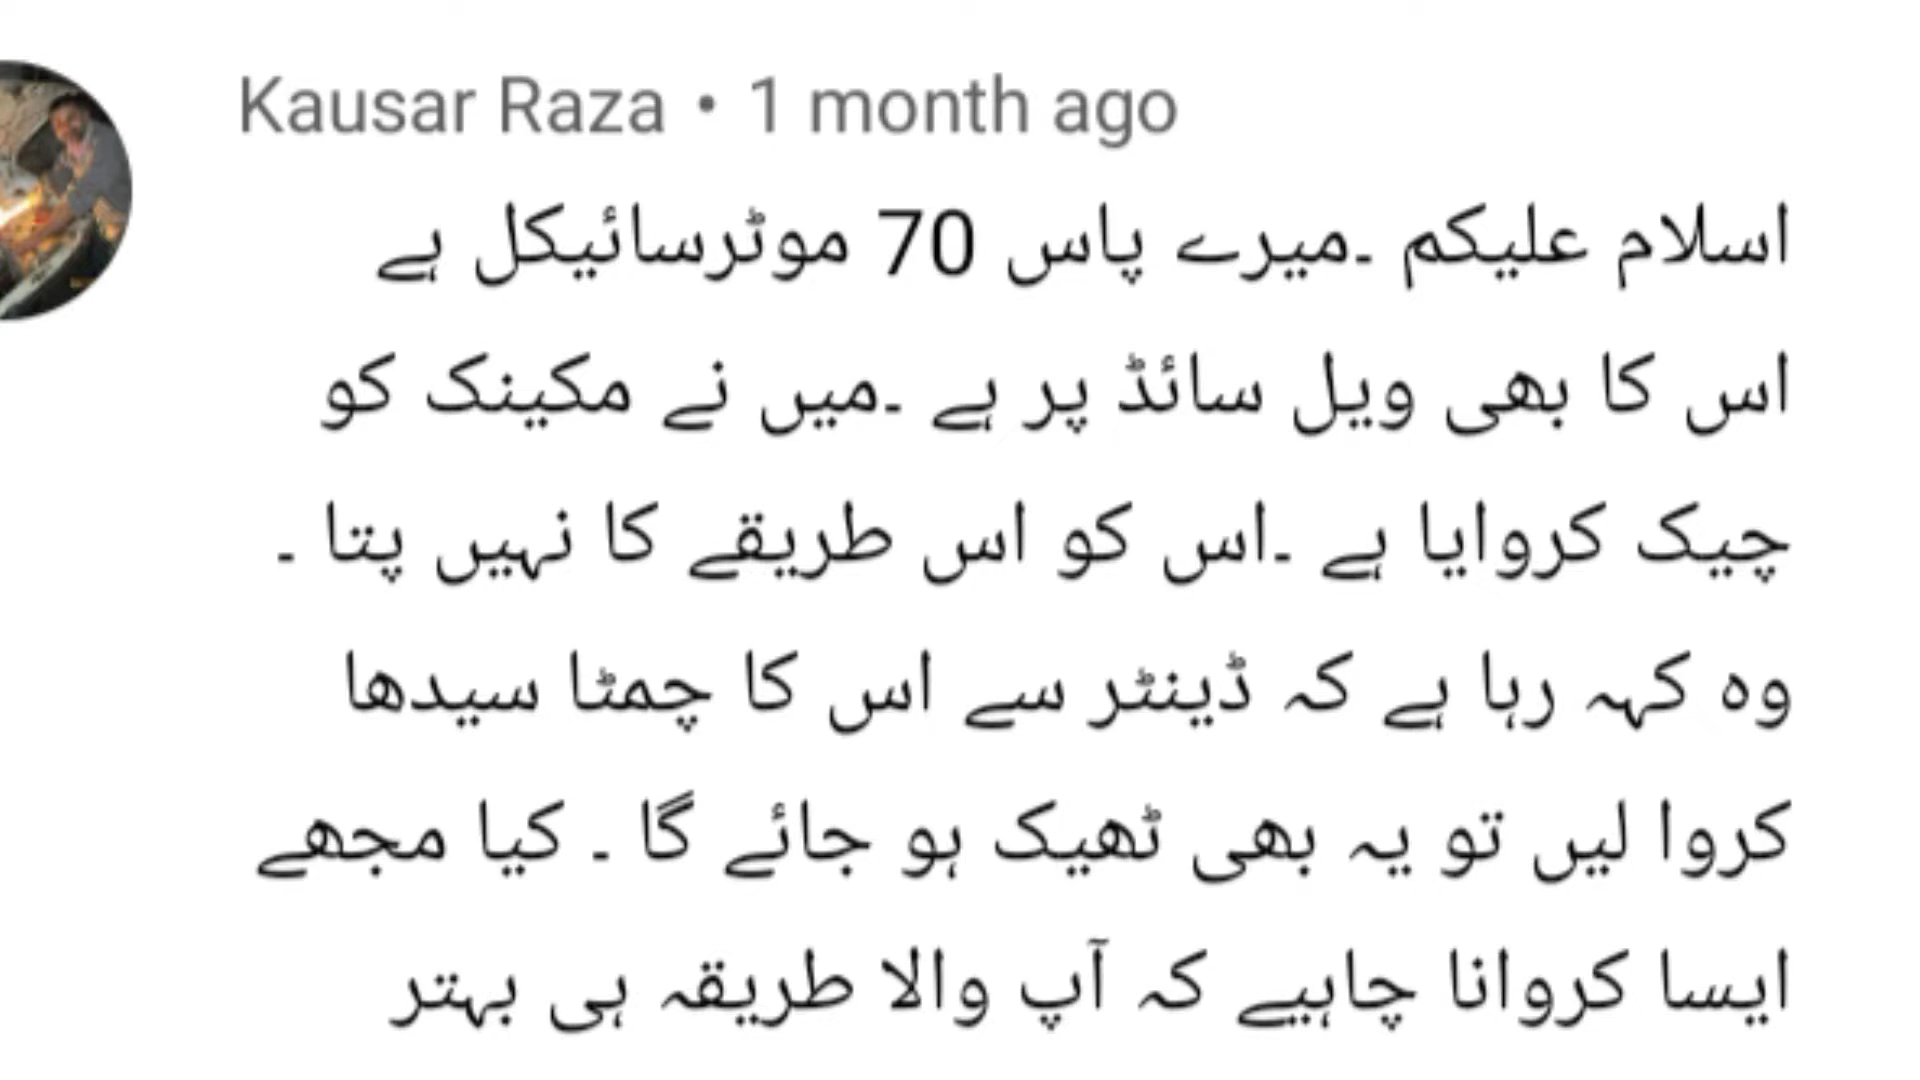 Kausar Raza • 1 month ago
اسلام علیکم ۔میرے پاس 70 موٹرسائیکل ہے
اس کا بھی ویل سائڈ پر ہے ۔میں نے مکینک کو
چیک کروایا ہے ۔اس کو اس طریقے کا نہیں پتا ۔
وہ کہہ رہا ہے کہ ڈینٹر سے اس کا چمٹا سیدھا
کروا لیں تو یہ بھی ٹھیک ہو جائے گا ۔ کیا مجھے
ایسا کروانا چاہیے کہ آپ والا طریقہ ہی بہتر